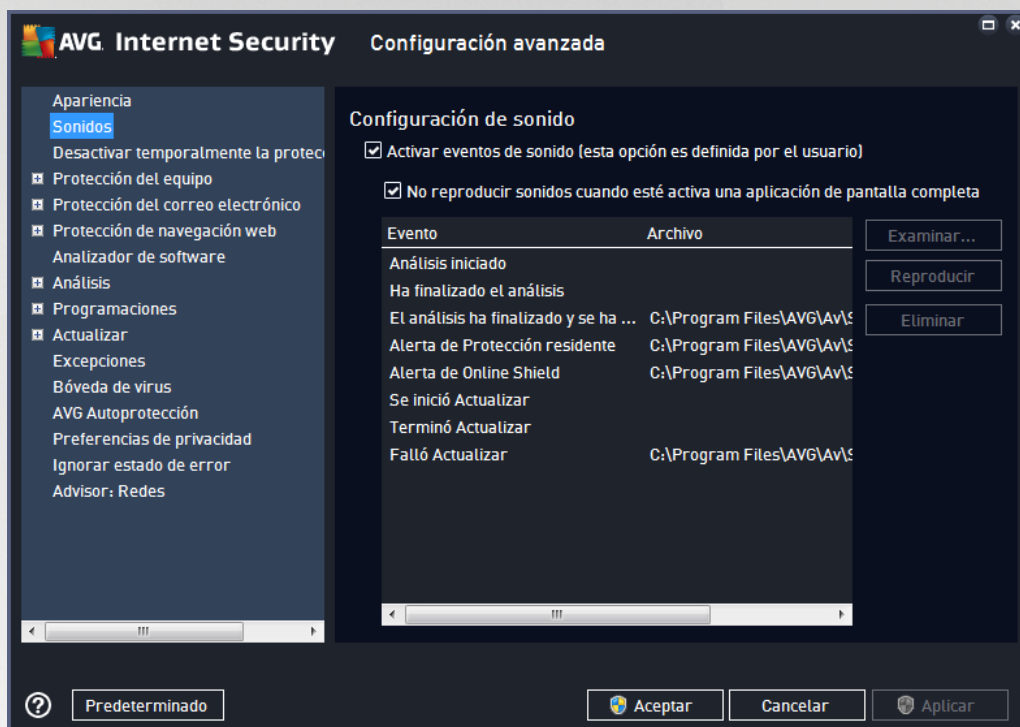 AVG Internet Security Configuración avanzada
Apariencia
Sonidos
Desactivar temporalmente la protec
Protección del equipo
Protección del correo electrónico
Protección de navegación web
Analizador de software
Análisis
Programaciones
Actualizar
Excepciones
Bóveda de virus
AVG Autoprotección
Preferencias de privacidad
Ignorar estado de error
Advisor: Redes
Configuración de sonido
Activar eventos de sonido (esta opción es definida por el usuario)
No reproducir sonidos cuando esté activa una aplicación de pantalla completa
Evento Archivo
Análisis iniciado
Ha finalizado el análisis
El análisis ha finalizado y se ha ... C:\Program Files\AVG\Av\S
Alerta de Protección residente C:\Program Files\AVG\Av\S
Alerta de Online Shield C:\Program Files\AVG\Av\S
Se inició Actualizar
Terminó Actualizar
Falló Actualizar C:\Program Files\AVG\Av\S
Examinar...
Reproducir
Eliminar
Predeterminado
Aceptar
Cancelar
Aplicar